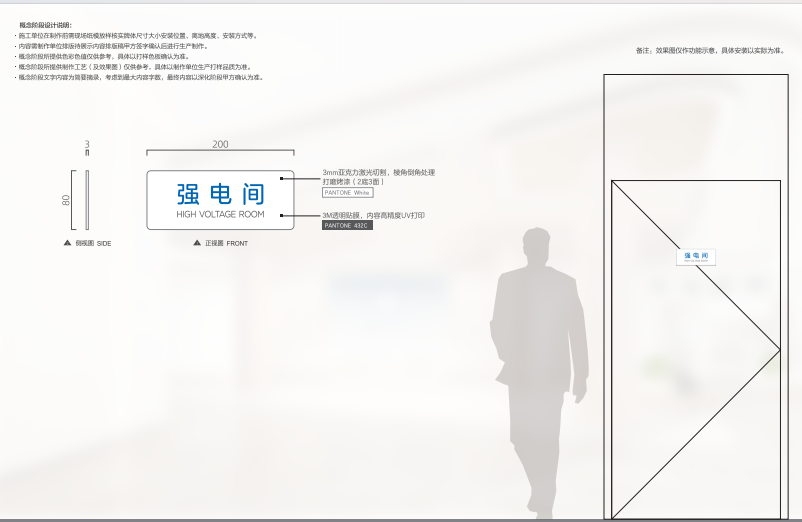 概念阶段设计说明：
· 施工单位在制作前需现场纸模放样核实牌体尺寸大小安装位置、离地高度、安装方式等。
· 内容需制作单位排版待展示内容排版稿甲方签字确认后进行生产制作。
· 概念阶段所提供色彩色值仅供参考，具体以打样色板确认为准。
· 概念阶段所提供制作工艺（及效果图）仅供参考，具体以制作单位生产打样品质为准。
· 概念阶段文字内容为简要摘录，考虑到最大内容字数，最终内容以深化阶段甲方确认为准。
备注：效果图仅作功能示意，具体安装以实际为准。
3
200
80
强电间
HIGH VOLTAGE ROOM
3mm亚克力激光切割，棱角倒角处理
打磨烤漆（2底3面）
PANTONE White
3M透明贴膜，内容高精度UV打印
PANTONE 432C
侧视图 SIDE
正视图 FRONT
强电间